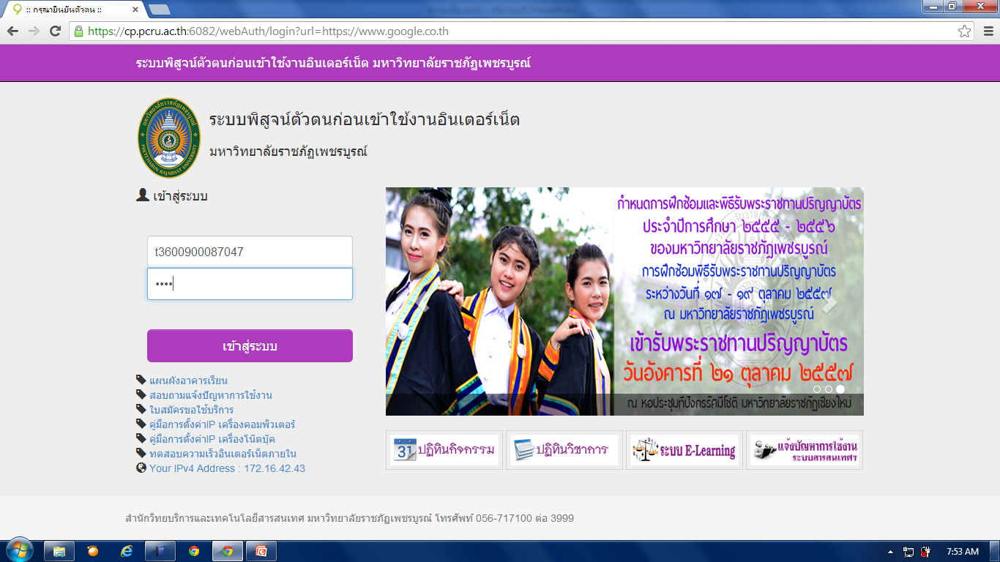 :: กรุณายืนยันตัวตน ::
https://cp.pcru.ac.th:6082/webAuth/login?url=https://www.google.co.th
ระบบพิสูจน์ตัวตนก่อนเข้าใช้งานอินเตอร์เน็ต มหาวิทยาลัยราชภัฏเพชรบูรณ์
ระบบพิสูจน์ตัวตนก่อนเข้าใช้งานอินเตอร์เน็ต
มหาวิทยาลัยราชภัฏเพชรบูรณ์
มหาวิทยาลัยราชภัฏเพชรบูรณ์
PHETCHABUN RAJABHAT UNIVERSITY
เข้าสู่ระบบ
t3600900087047
••••
เข้าสู่ระบบ
แผนผังอาคารเรียน
สอบถามแจ้งปัญหาการใช้งาน
ใบสมัครขอใช้บริการ
คู่มือการตั้งค่าIP เครื่องคอมพิวเตอร์
คู่มือการตั้งค่าIP เครื่องโน๊ตบุ๊ค
ทดสอบความเร็วอินเตอร์เน็ตภายใน
Your IPv4 Address : 172.16.42.43
กำหนดการฝึกซ้อมและพิธีรับพระราชทานปริญญาบัตร
ประจำปีการศึกษา ๒๕๕๕ - ๒๕๕๖
ของมหาวิทยาลัยราชภัฏเพชรบูรณ์
การฝึกซ้อมพิธีรับพระราชทานปริญญาบัตร
ระหว่างวันที่ ๑๗ - ๑๙ ตุลาคม ๒๕๕๗
ณ มหาวิทยาลัยราชภัฏเพชรบูรณ์
เข้ารับพระราชทานปริญญาบัตร
วันอังคารที่ ๒๑ ตุลาคม ๒๕๕๗
ณ หอประชุมทีปังกรรัศมีโชติ มหาวิทยาลัยราชภัฏเชียงใหม่
31 ปฏิทินกิจกรรม
ปฏิทินวิชาการ
ระบบ E-Learning
แจ้งปัญหาการใช้งาน
ระบบสารสนเทศฯ
สำนักวิทยบริการและเทคโนโลยีสารสนเทศ มหาวิทยาลัยราชภัฏเพชรบูรณ์ โทรศัพท์ 056-717100 ต่อ 3999
7:53 AM